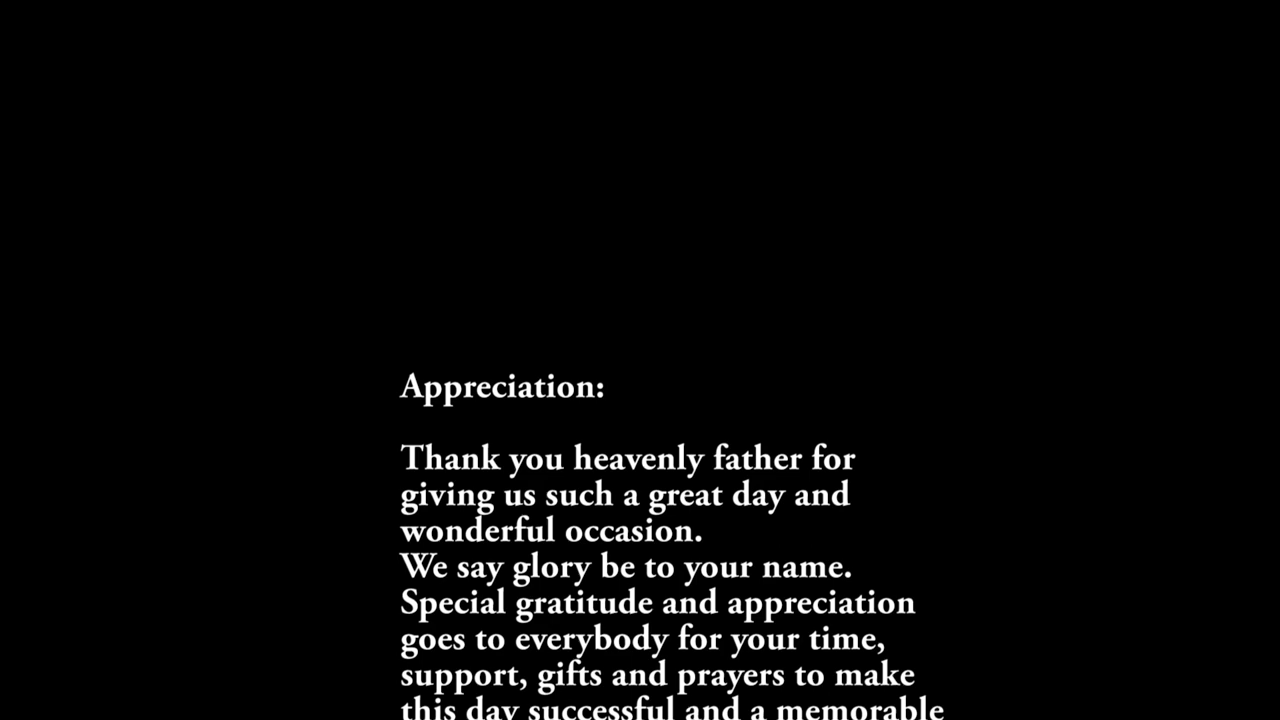 Appreciation:
Thank you heavenly father for
giving us such a great day and
wonderful occasion.
We say glory be to your name.
Special gratitude and appreciation
goes to everybody for your time,
support, gifts and prayers to make
this day successful and a memorable